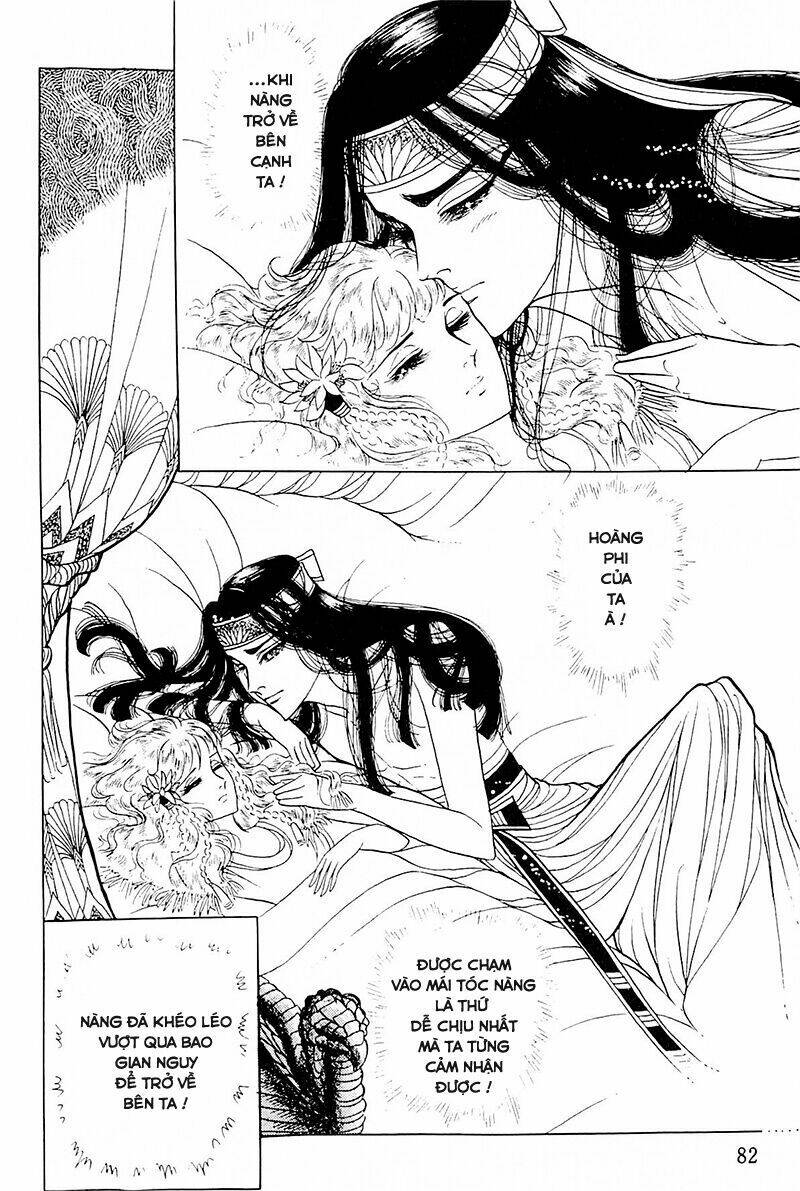 ...KHI
NÀNG
TRỞ VỀ
BÊN
CẠNH
TA !
HOÀNG
PHI
CỦA
TA
À !
ĐƯỢC CHẠM
VÀO MÁI TÓC NÀNG
LÀ THỨ
DỄ CHỊU NHẤT
MÀ TA TỪNG
CẢM NHẬN
ĐƯỢC !
NÀNG ĐÃ KHÉO LÉO
VƯỢT QUA BAO
GIAN NGUY
ĐỂ TRỞ VỀ
BÊN TA !
82